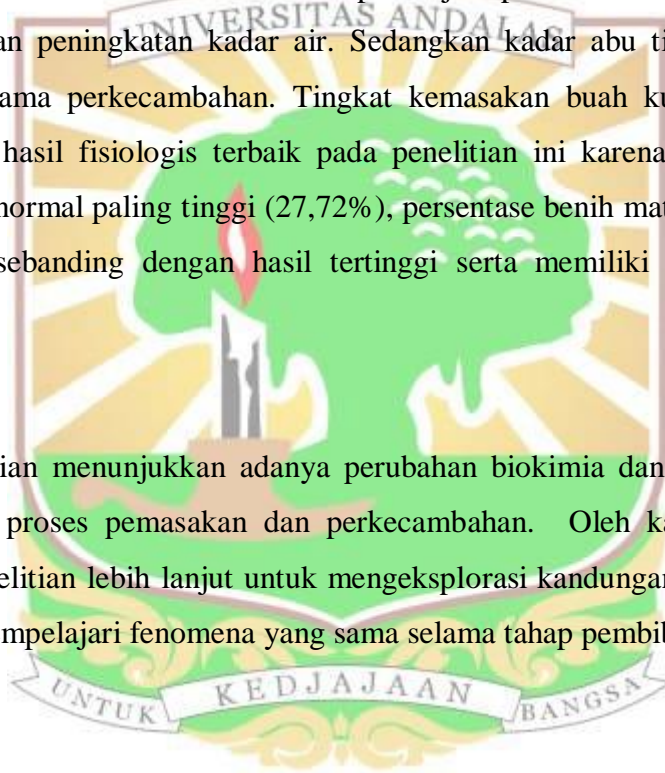 UNIVERSITAS ANDALAS
an peningkatan kadar air. Sedangkan kadar abu ti
ama perkecambahan. Tingkat kemasakan buah ku
hasil fisiologis terbaik pada penelitian ini karena
normal paling tinggi (27,72%), persentase benih mat
sebanding dengan hasil tertinggi serta memiliki
ian menunjukkan adanya perubahan biokimia dan
proses pemasakan dan perkecambahan. Oleh ka
elitian lebih lanjut untuk mengeksplorasi kandungan
mpelajari fenomena yang sama selama tahap pembib
UNTUK KEDJAJAAN BANGSA